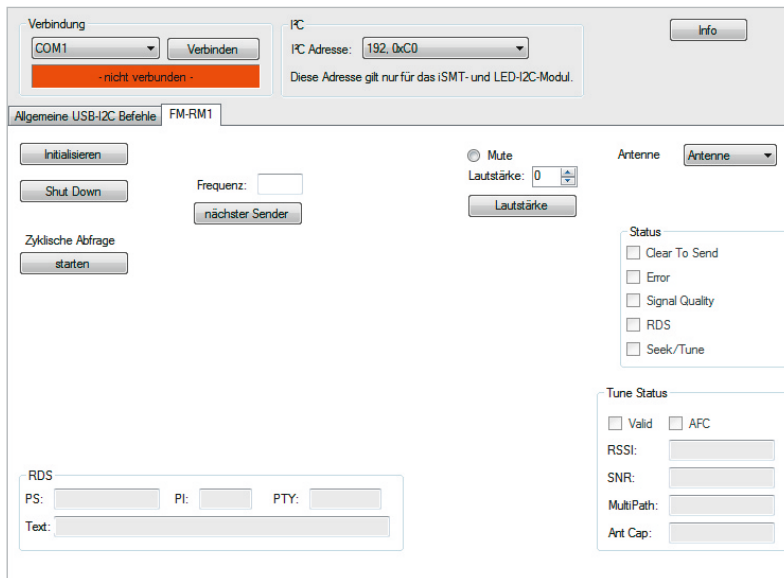 Verbindung
COM1
Verbinden
- nicht verbunden -
I²C
I²C Adresse: 192, 0xC0
Diese Adresse gilt nur für das iSMT- und LED-I2C-Modul.
Info
Allgemeine USB-I2C Befehle FM-RM1
Initialisieren
Shut Down
Zyklische Abfrage
starten
Frequenz:
nächster Sender
Mute
Lautstärke: 0
Lautstärke
Antenne Antenne
Status
Clear To Send
Error
Signal Quality
RDS
Seek/Tune
Tune Status
Valid AFC
RSSI:
SNR:
MultiPath:
Ant Cap:
RDS
PS: PI: PTY:
Text: